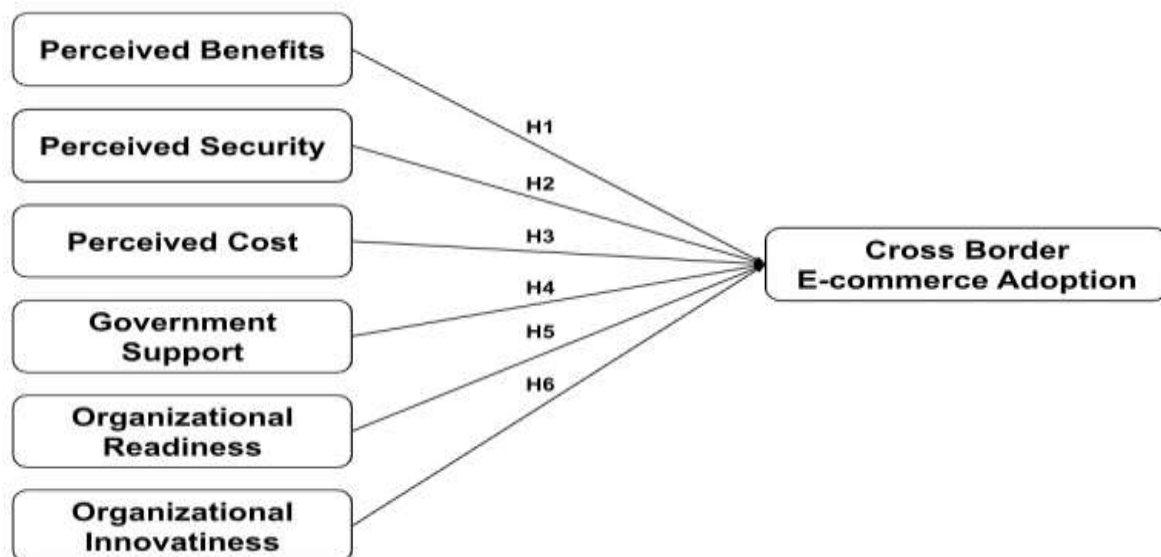 Perceived Benefits
H1
Perceived Security
H2
Perceived Cost
H3
Cross Border
E-commerce Adoption
H4
Government
Support
H5
Organizational
Readiness
H6
Organizational
Innovatiness